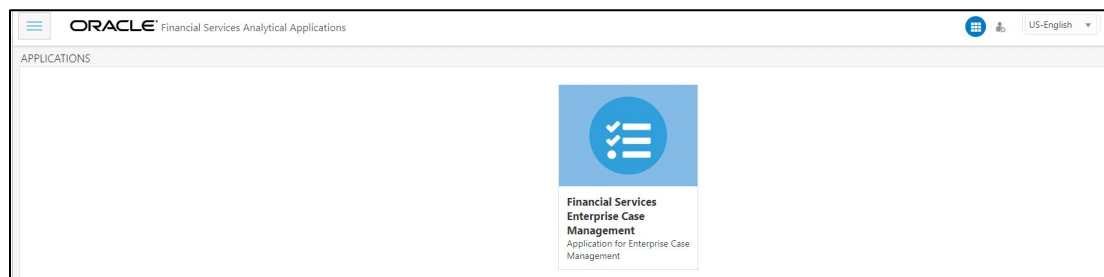 ORACLE® Financial Services Analytical Applications
US-English
APPLICATIONS
Financial Services
Enterprise Case
Management
Application for Enterprise Case
Management